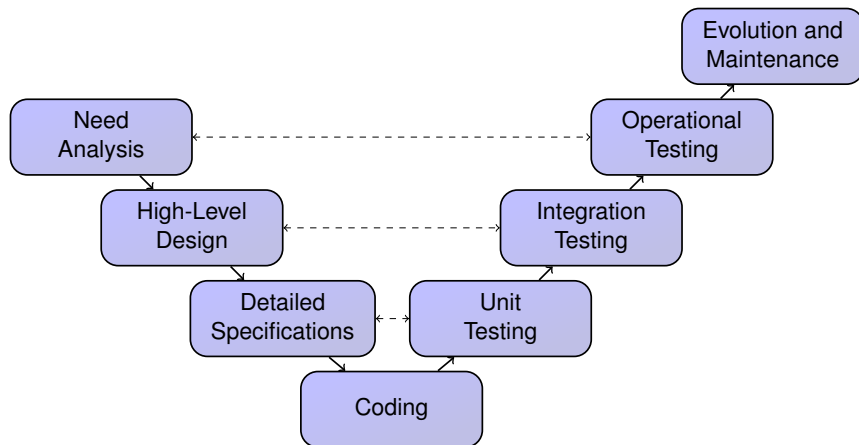 Evolution and
Maintenance
Need
Analysis
Operational
Testing
High-Level
Design
Integration
Testing
Detailed
Specifications
Unit
Testing
Coding